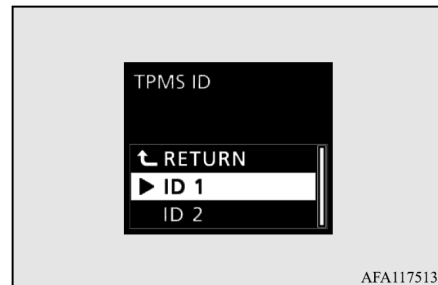 TPMS ID
RETURN
ID 1
ID 2
AFA117513